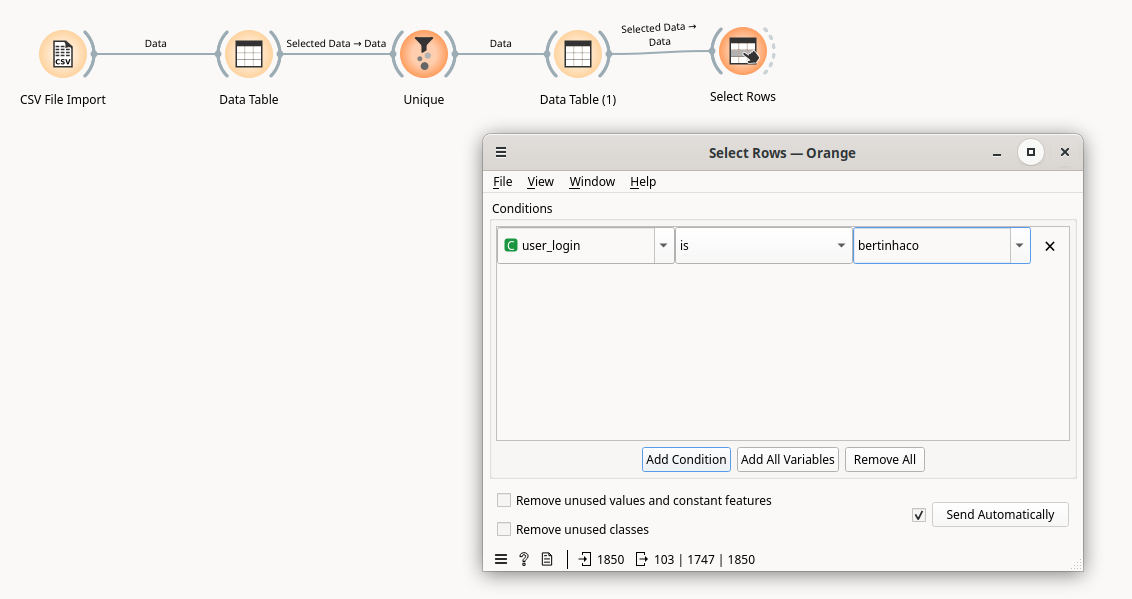 Data
Selected Data → Data
Data
Selected Data →
Data
CSV
CSV File Import
Data Table
Unique
Data Table (1)
Select Rows
Select Rows — Orange
File View Window Help
Conditions
C user_login is bertinhaco
Add Condition Add All Variables Remove All
Remove unused values and constant features
Send Automatically
Remove unused classes
? 1850 103 | 1747 | 1850